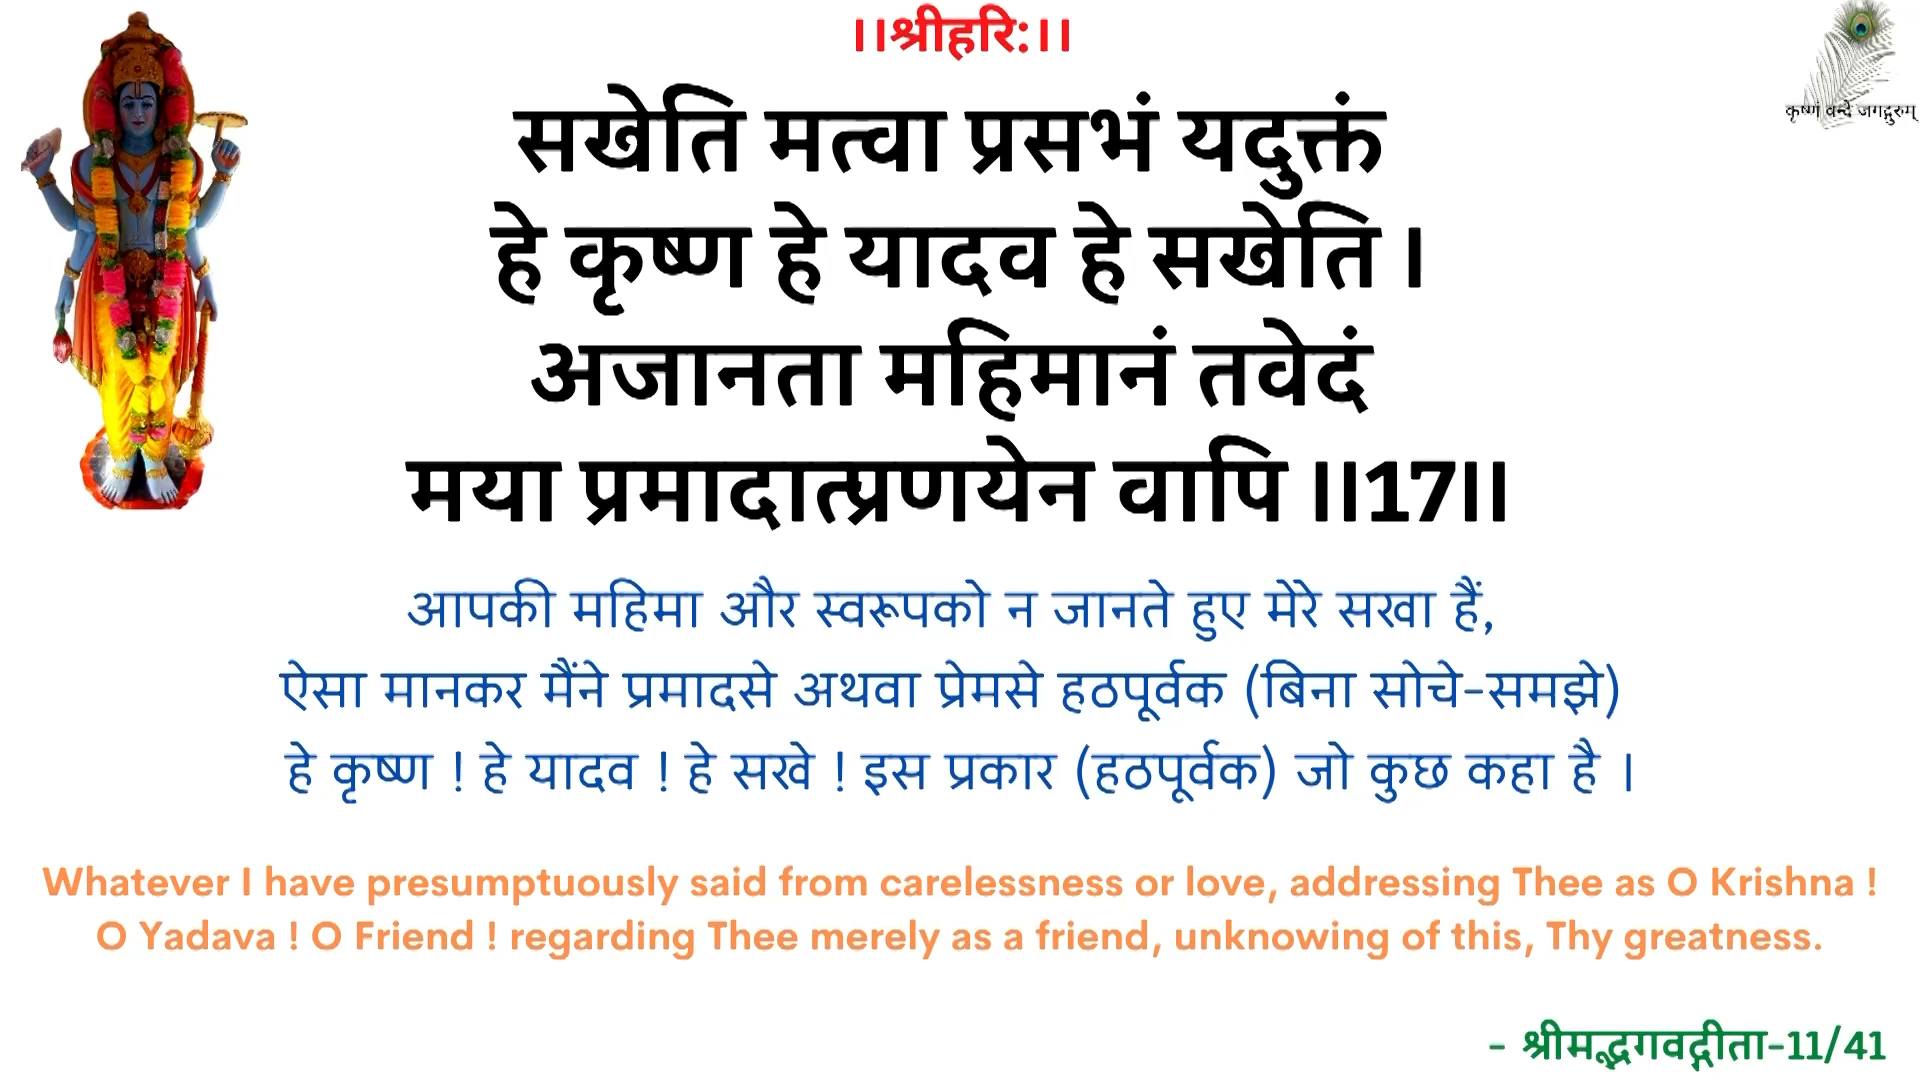 ।।श्रीहरि:।।
कृष्णं वन्दे जगद्गुरुम्
सखेति मत्वा प्रसभं यदुक्तं
हे कृष्ण हे यादव हे सखेति ।
अजानता महिमानं तवेदं
मया प्रमादात्प्रणयेन वापि ।।17।।
आपकी महिमा और स्वरूपको न जानते हुए मेरे सखा हैं,
ऐसा मानकर मैंने प्रमादसे अथवा प्रेमसे हठपूर्वक (बिना सोचे-समझे)
हे कृष्ण ! हे यादव ! हे सखे ! इस प्रकार (हठपूर्वक) जो कुछ कहा है ।
Whatever I have presumptuously said from carelessness or love, addressing Thee as O Krishna !
O Yadava ! O Friend ! regarding Thee merely as a friend, unknowing of this, Thy greatness.
- श्रीमद्भगवद्गीता-11/41